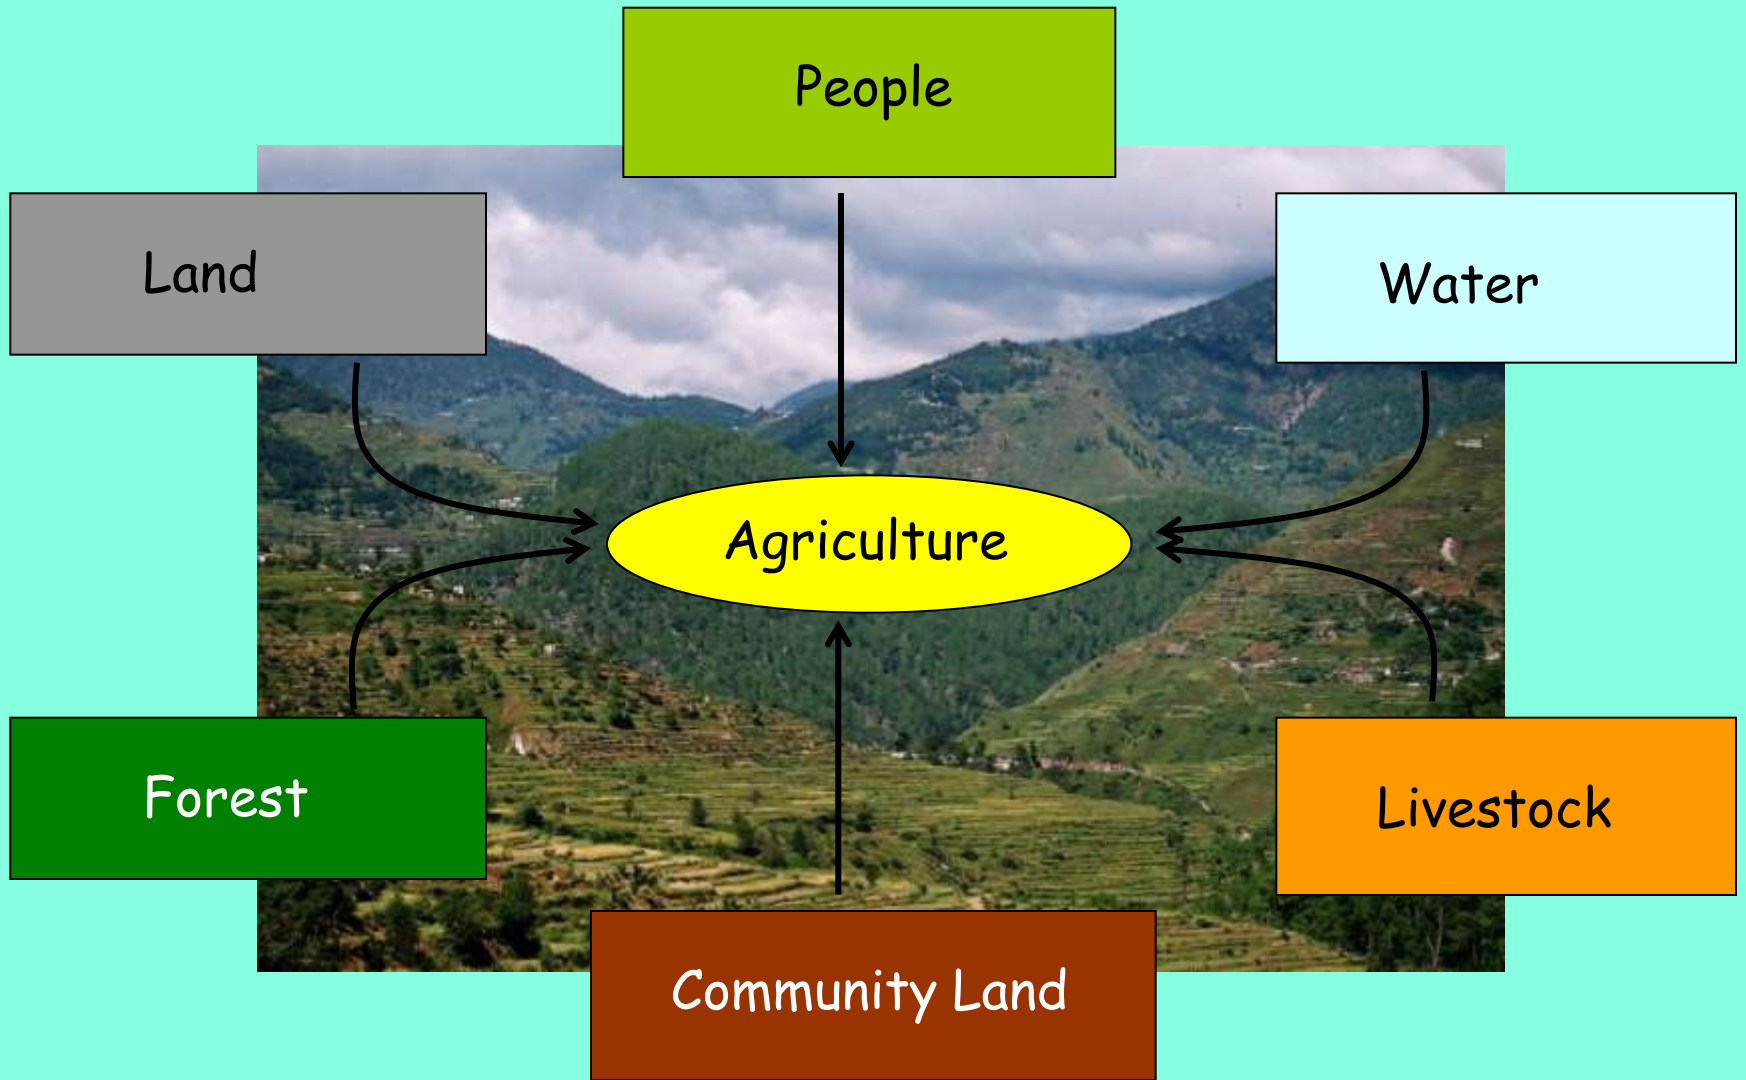 People
Land
Water
Agriculture
Forest
Livestock
Community Land